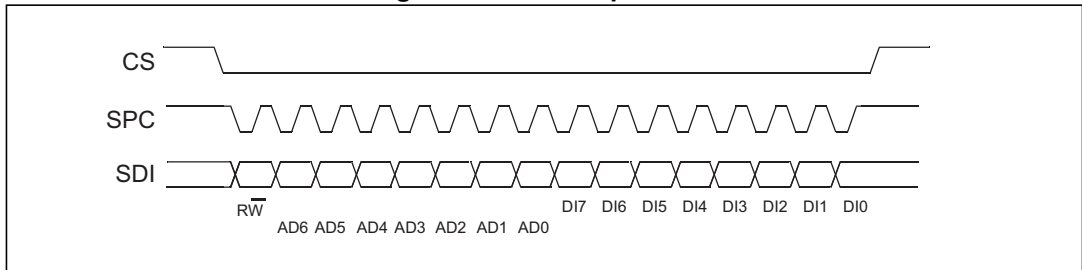 CS
SPC
SDI
RW
DI7 DI6 DI5 DI4 DI3 DI2 DI1 DI0
AD6 AD5 AD4 AD3 AD2 AD1 AD0